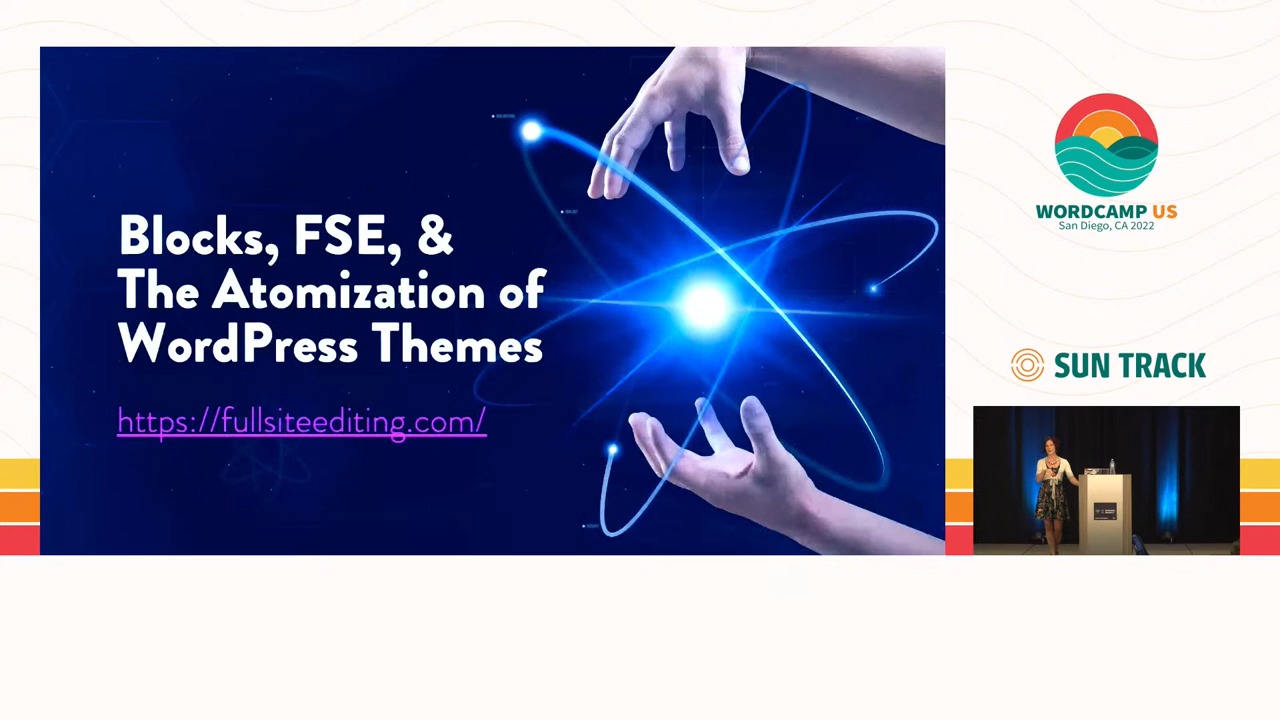 Blocks, FSE, &
The Atomization of
WordPress Themes
https://fullsiteediting.com/
WORDCAMP US
San Diego, CA 2022
SUN TRACK